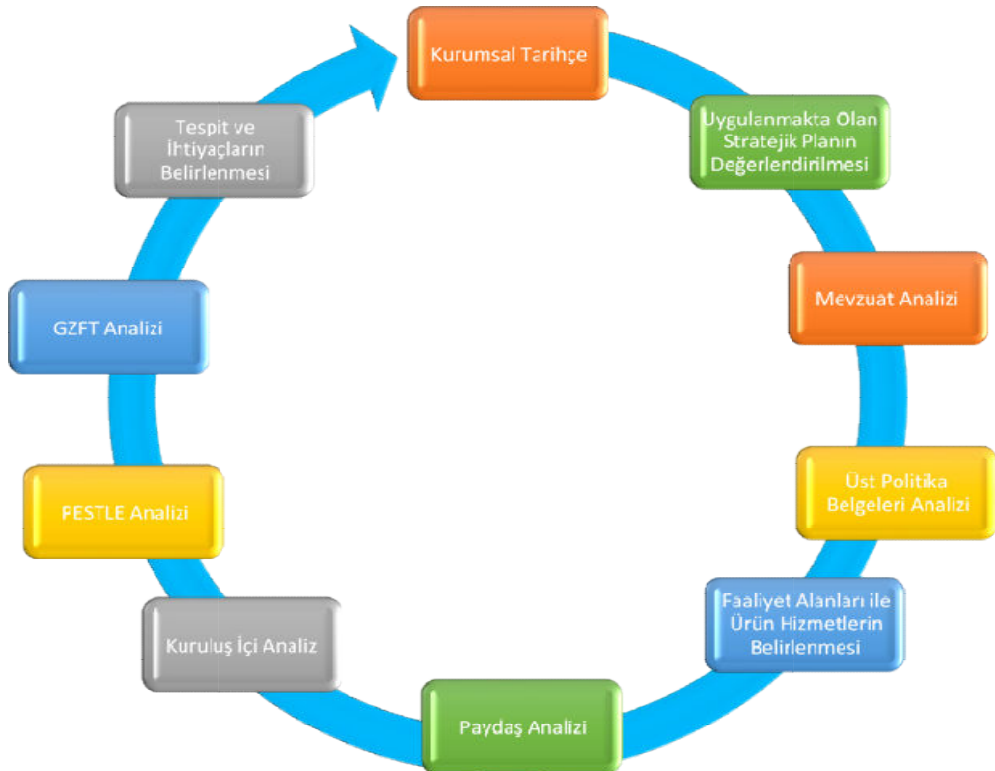 Kurumsal Tarihçe
Uygulanmakta Olan
Stratejik Planın
Değerlendirilmesi
Mevzuat Analizi
Üst Politika
Belgeleri Analizi
Faaliyet Alanları ile
Ürün Hizmetlerin
Belirlenmesi
Paydaş Analizi
Kuruluş İçi Analiz
PESTLE Analizi
GZFT Analizi
Tespit ve
İhtiyaçların
Belirlenmesi